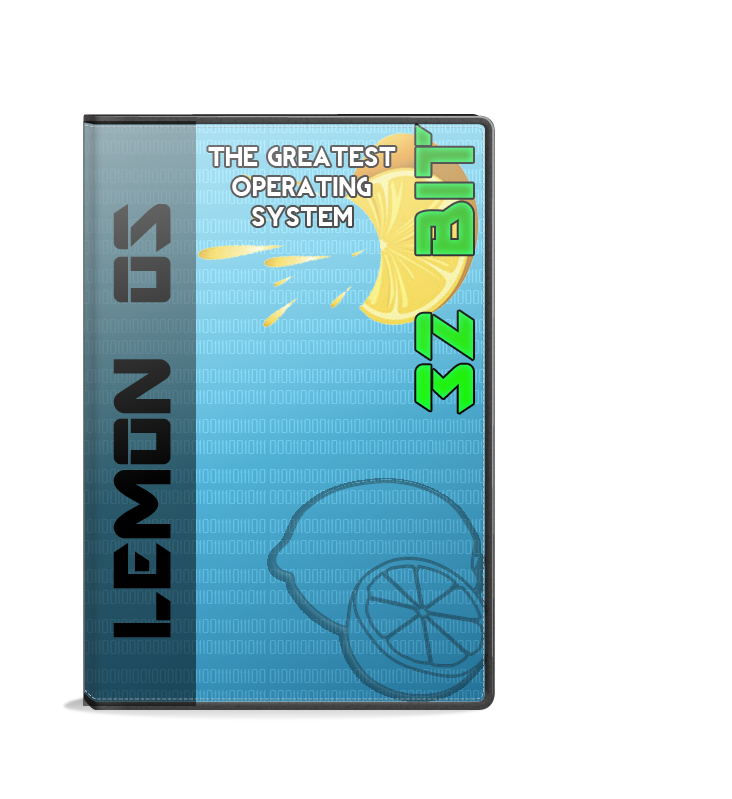 THE GREATEST
OPERATING
SYSTEM
32 BIT
LEMON OS